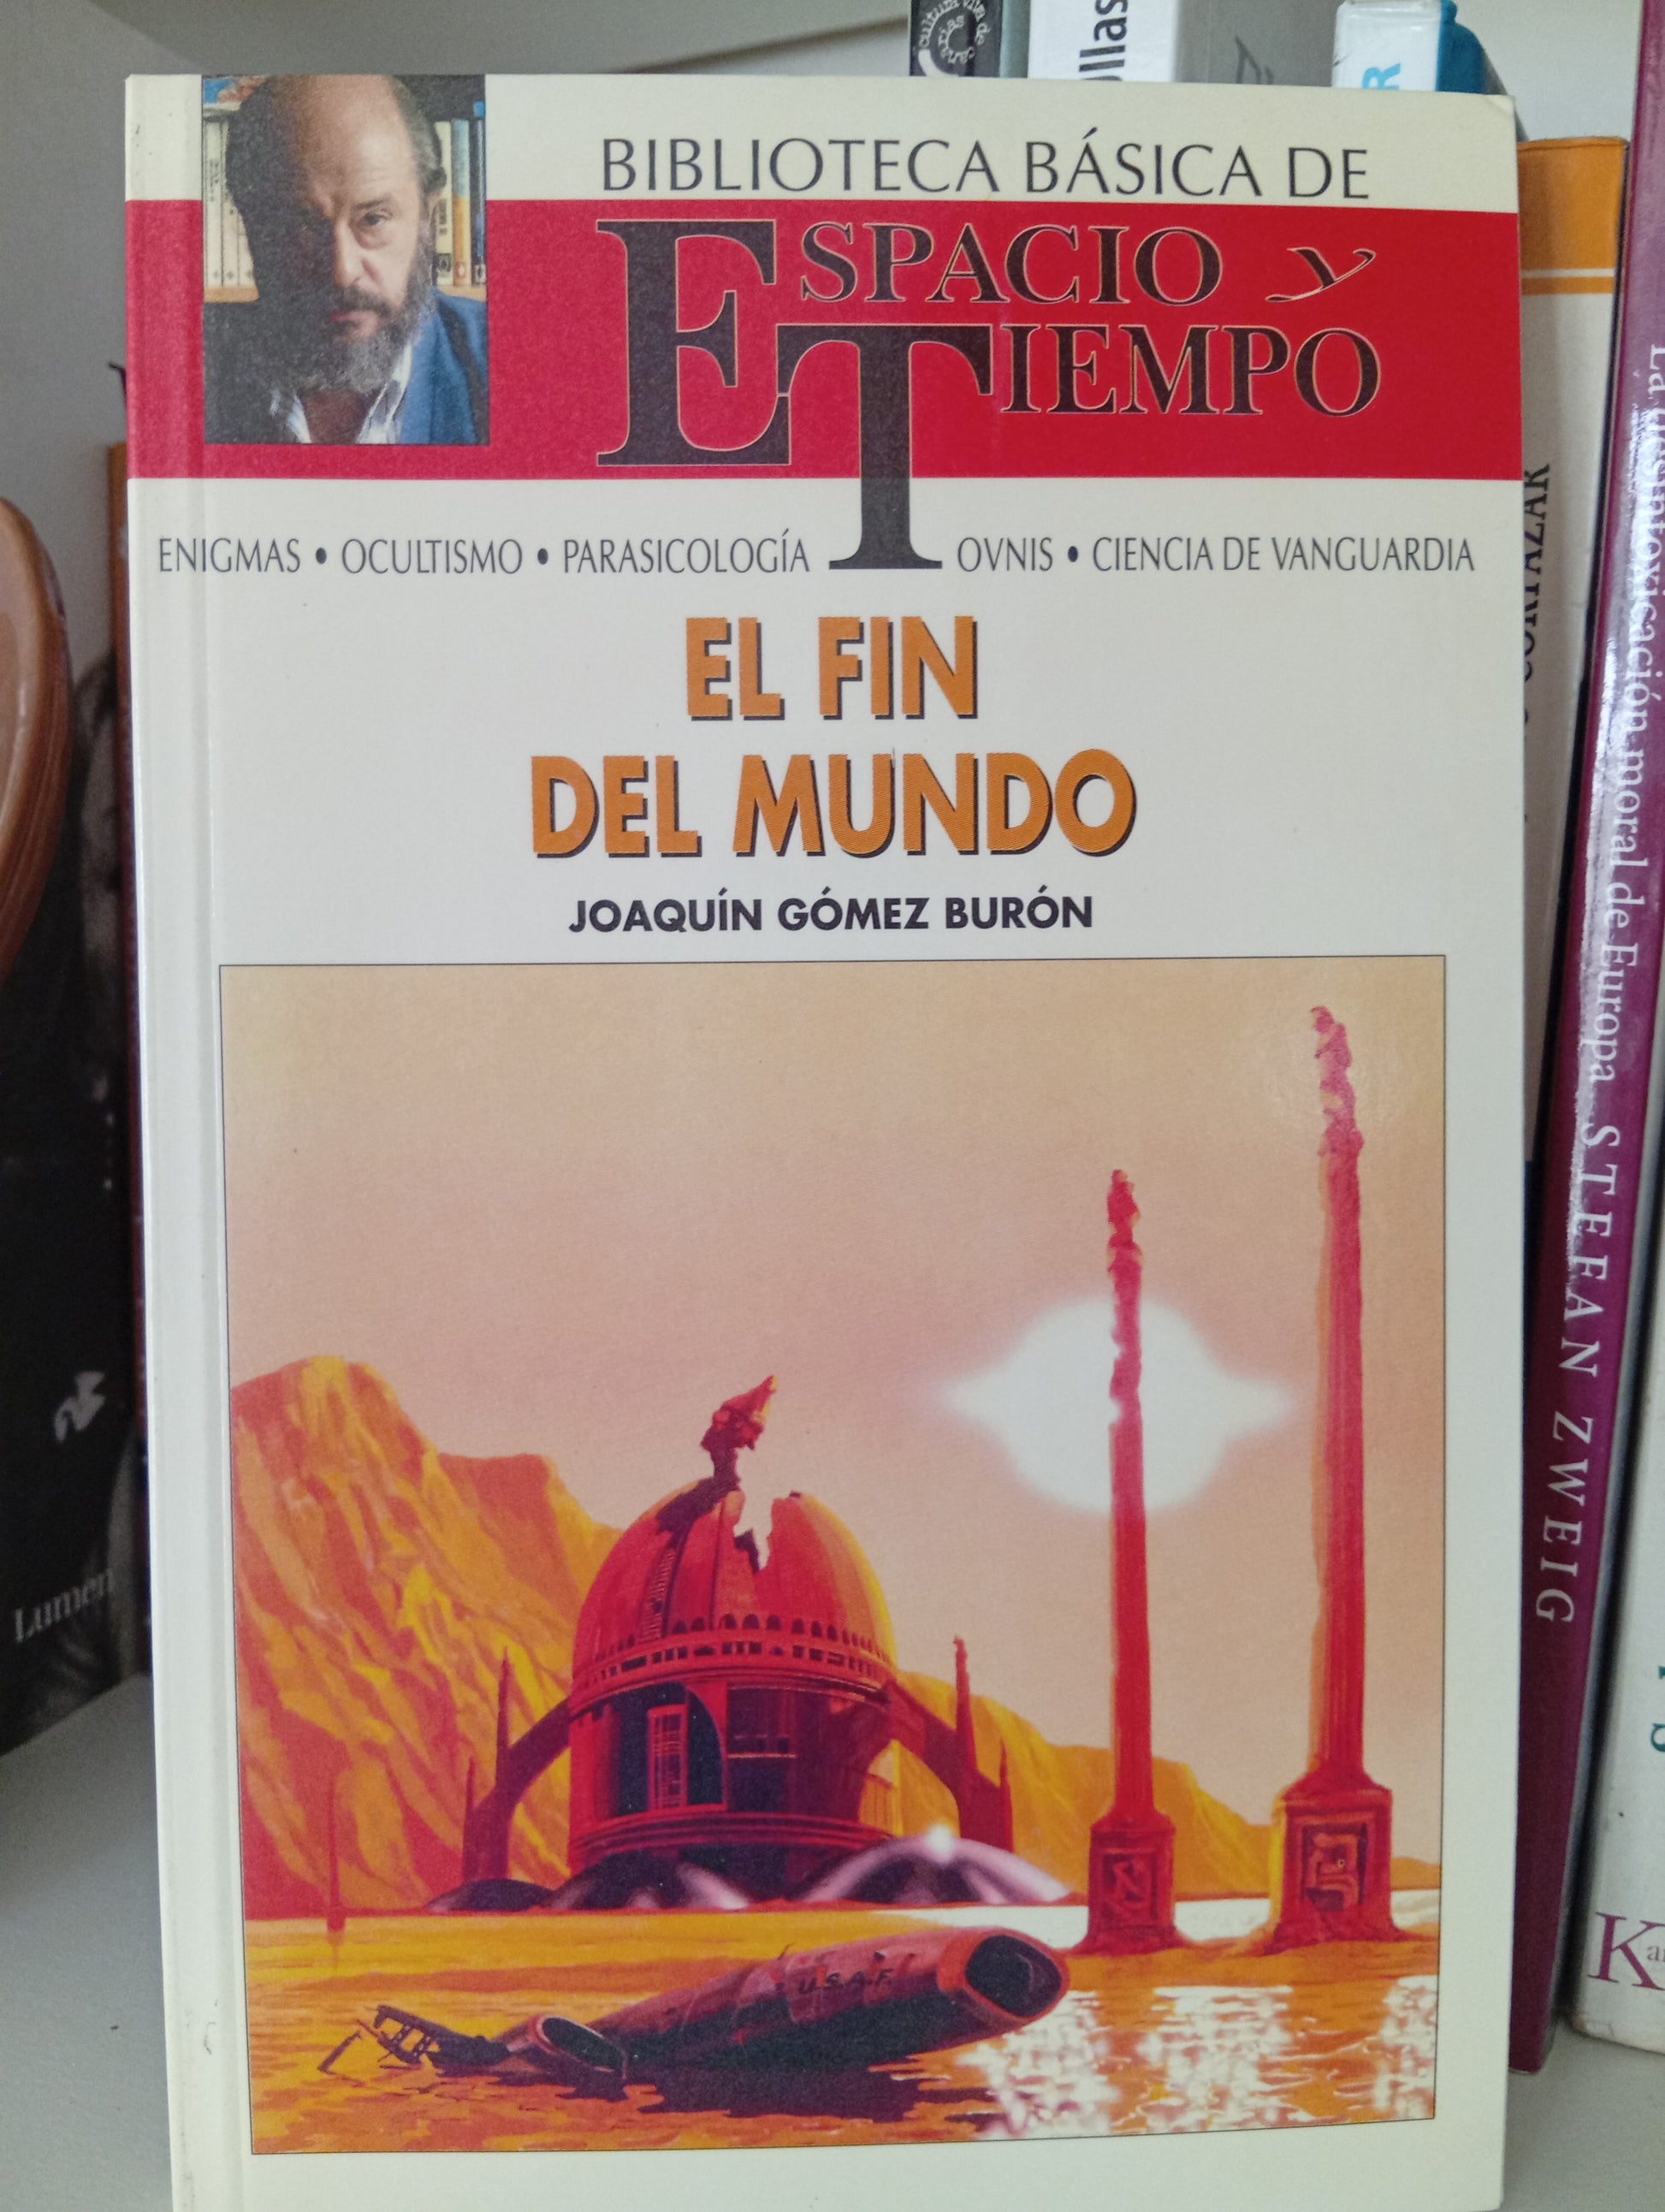 BIBLIOTECA BÁSICA DE
ESPACIO y
TIEMPO
ENIGMAS • OCULTISMO • PARASICOLOGÍA
OVNIS • CIENCIA DE VANGUARDIA
EL FIN
DEL MUNDO
JOAQUÍN GÓMEZ BURÓN
U.S.A.F.
Lumen
CORTAZAR
La desintoxicación moral de Europa STEFAN ZWEIG